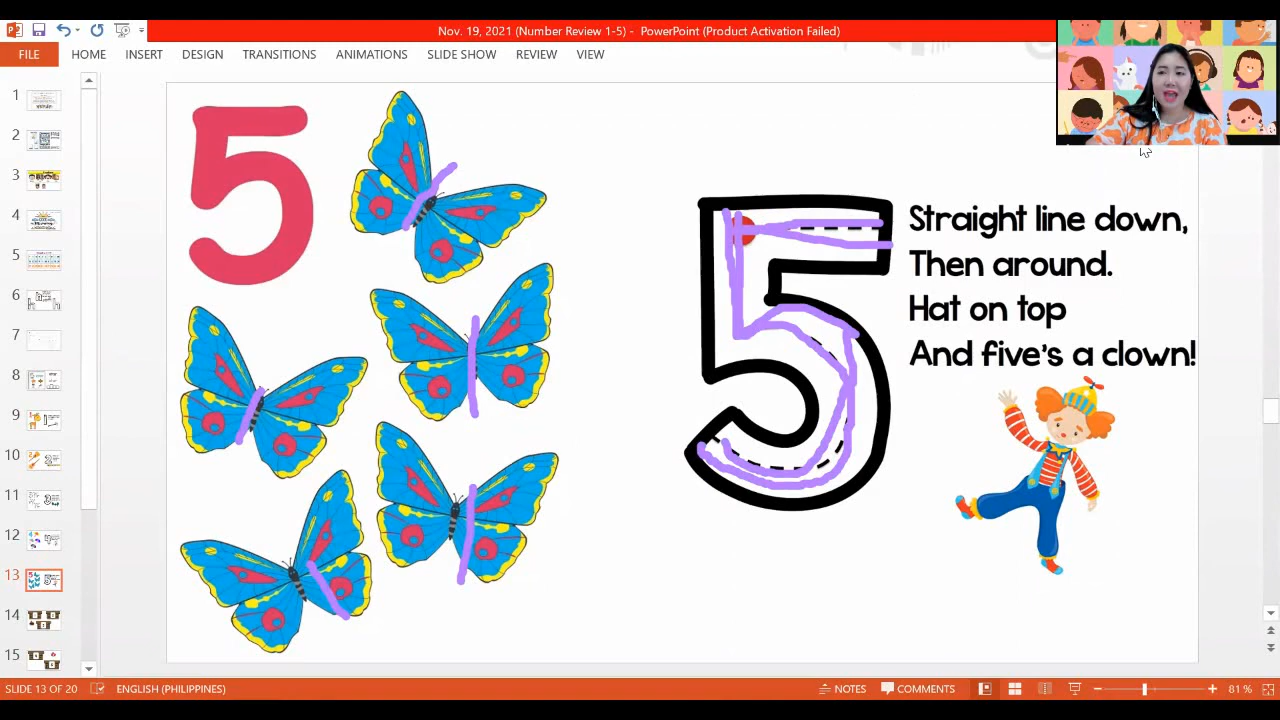 Nov. 19, 2021 (Number Review 1-5) - PowerPoint (Product Activation Failed)
FILE HOME INSERT DESIGN TRANSITIONS ANIMATIONS SLIDE SHOW REVIEW VIEW
1
2
3
4
5
6
7
8
9
10
11
12
13
14
15
5
5
Straight line down,
Then around.
Hat on top
And five's a clown!
SLIDE 13 OF 20 ENGLISH (PHILIPPINES) NOTES COMMENTS 81%